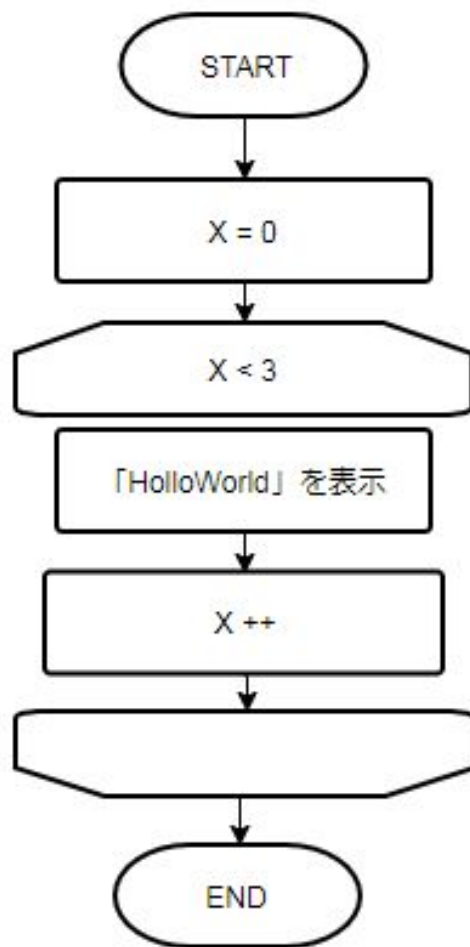 START
X = 0
X < 3
「HolloWorld」を表示
X ++
END